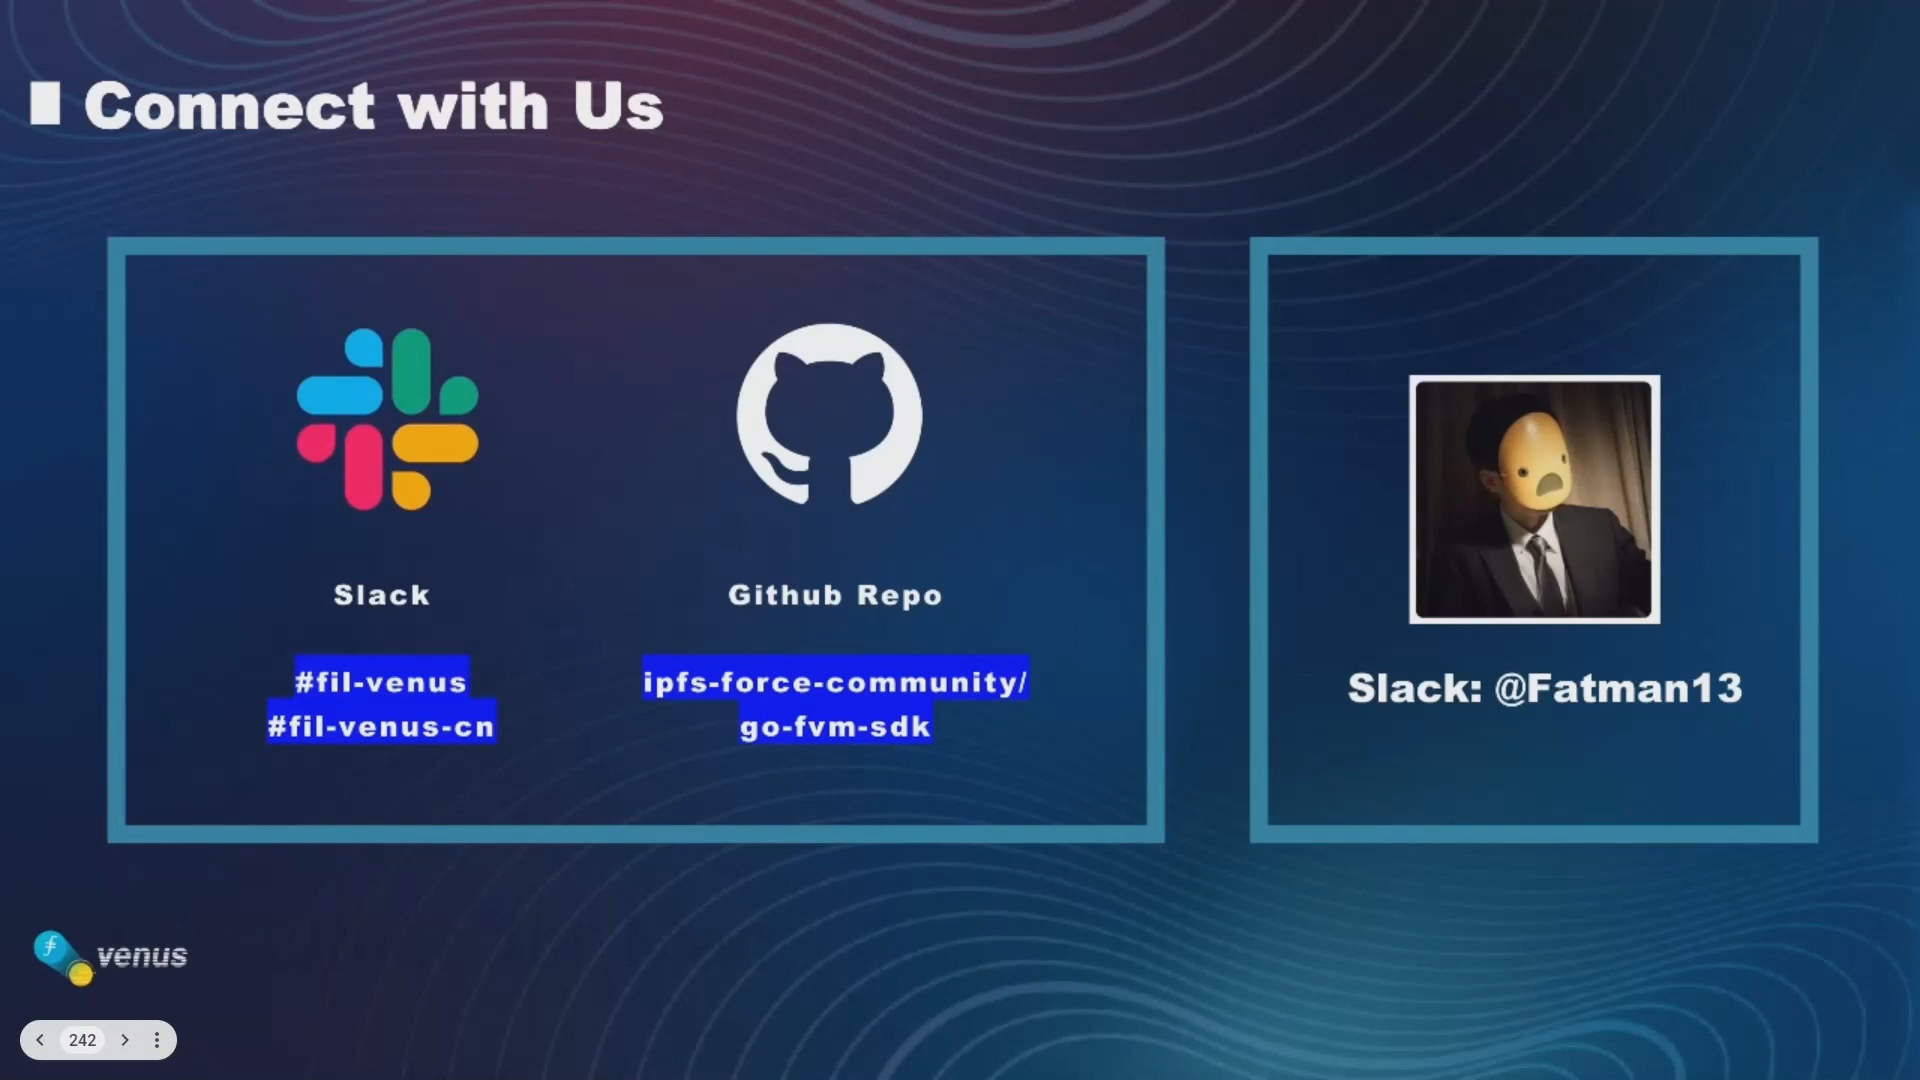 Connect with Us
Slack
#fil-venus
#fil-venus-cn
Github Repo
ipfs-force-community/
go-fvm-sdk
Slack: @Fatman13
venus
242